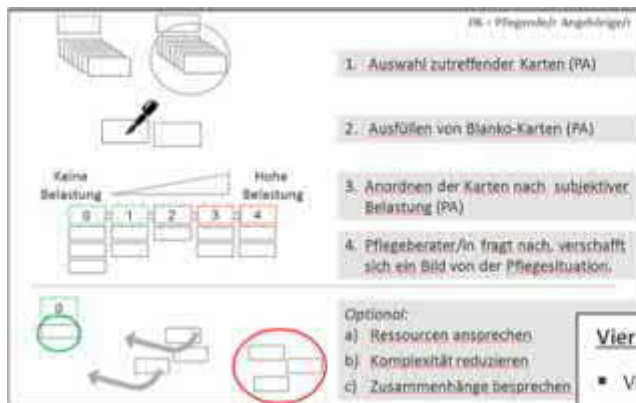 PA = Pflegende/r Angehörige/r
1. Auswahl zutreffender Karten (PA)
2. Ausfüllen von Blanko-Karten (PA)
Keine Belastung
Hohe Belastung
0 1 2 3 4
3. Anordnen der Karten nach subjektiver
Belastung (PA)
4. Pflegeberater/in fragt nach, verschafft
sich ein Bild von der Pflegesituation.
0
Optional:
a) Ressourcen ansprechen
b) Komplexität reduzieren
c) Zusammenhänge besprechen
Vier